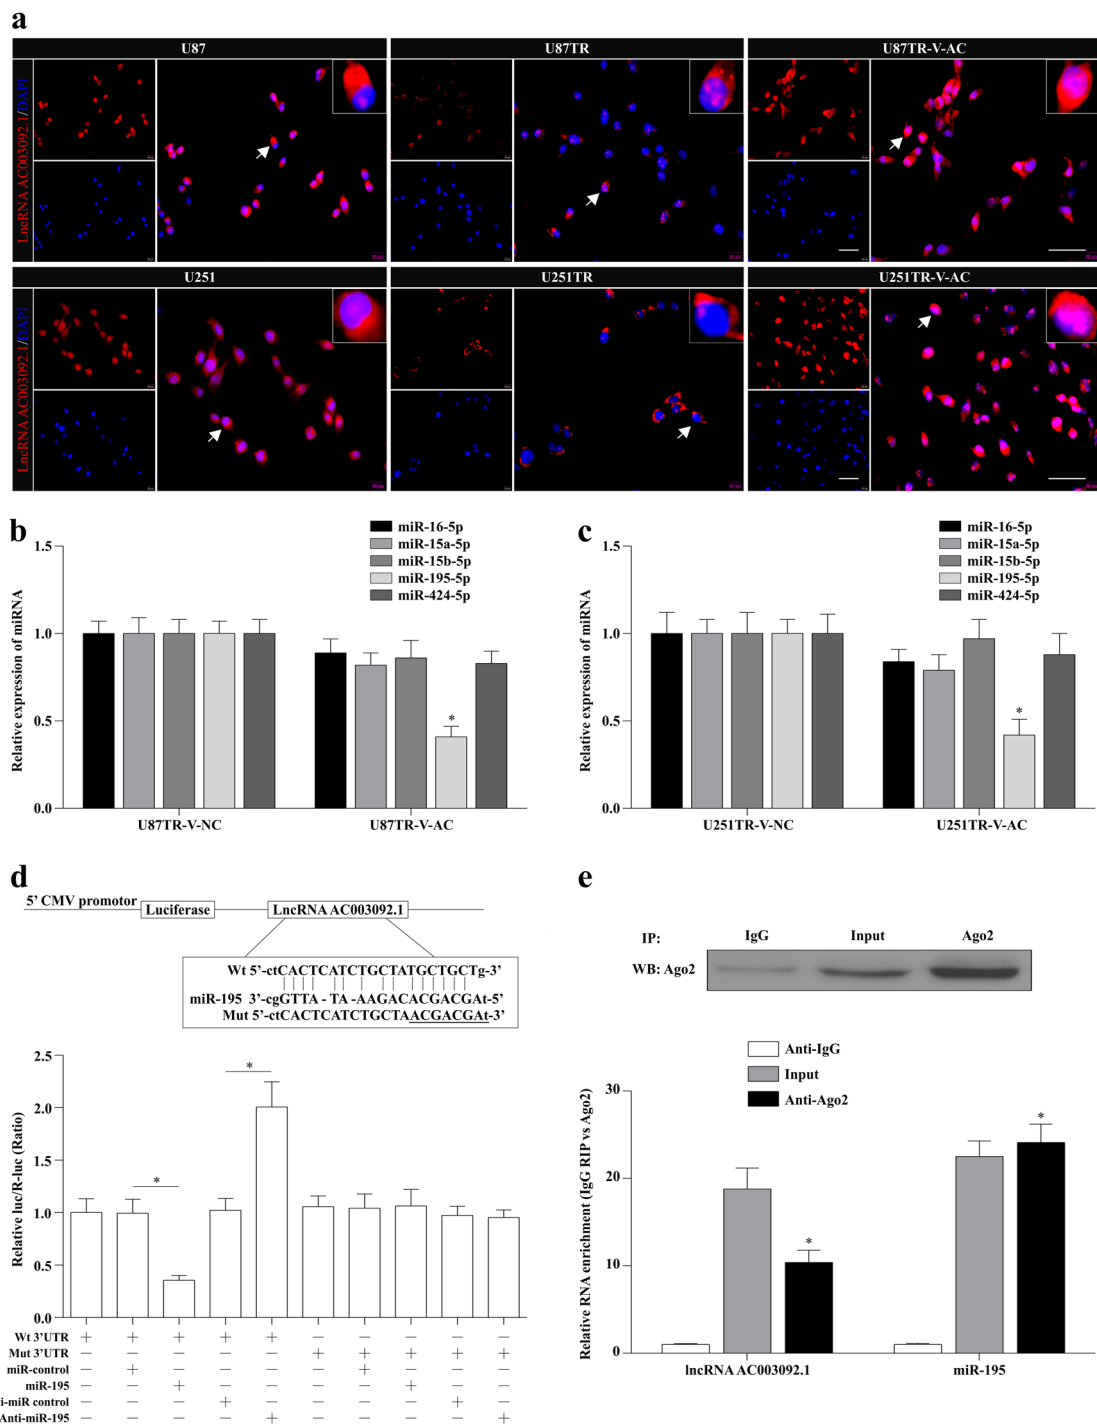 a
U87
U87TR
U87TR-V-AC
LncRNA AC003092.1/DAPI
U251
U251TR
U251TR-V-AC
LncRNA AC003092.1/DAPI
b
miR-16-5p
miR-15a-5p
miR-15b-5p
miR-195-5p
miR-424-5p
Relative expression of miRNA
1.5
1.0
0.5
0.0
*
U87TR-V-NC
U87TR-V-AC
c
miR-16-5p
miR-15a-5p
miR-15b-5p
miR-195-5p
miR-424-5p
Relative expression of miRNA
1.5
1.0
0.5
0.0
*
U251TR-V-NC
U251TR-V-AC
d
5' CMV promotor
Luciferase
LncRNA AC003092.1
Wt 5'-ctCACTCATCTGCTATGCTGCTg-3'
miR-195 3'-cgGTTA-TA-AAGACACGACGAt-5'
Mut 5'-ctCACTCATCTGCTAACGACGAt-3'
Relative luc/R-luc (Ratio)
2.5
2.0
1.5
1.0
0.5
0.0
*
*
Wt 3'UTR + + + + + — — — — —
Mut 3'UTR — — — — — + + + + +
miR-control — + — — — — + — — —
miR-195 — — + — — — — + — —
ti-miR control — — — + — — — — + —
Anti-miR-195 — — — — + — — — — +
e
IP: IgG Input Ago2
WB: Ago2
Anti-IgG
Input
Anti-Ago2
Relative RNA enrichment (IgG RIP vs Ago2)
30
20
10
0
*
*
lncRNA AC003092.1
miR-195